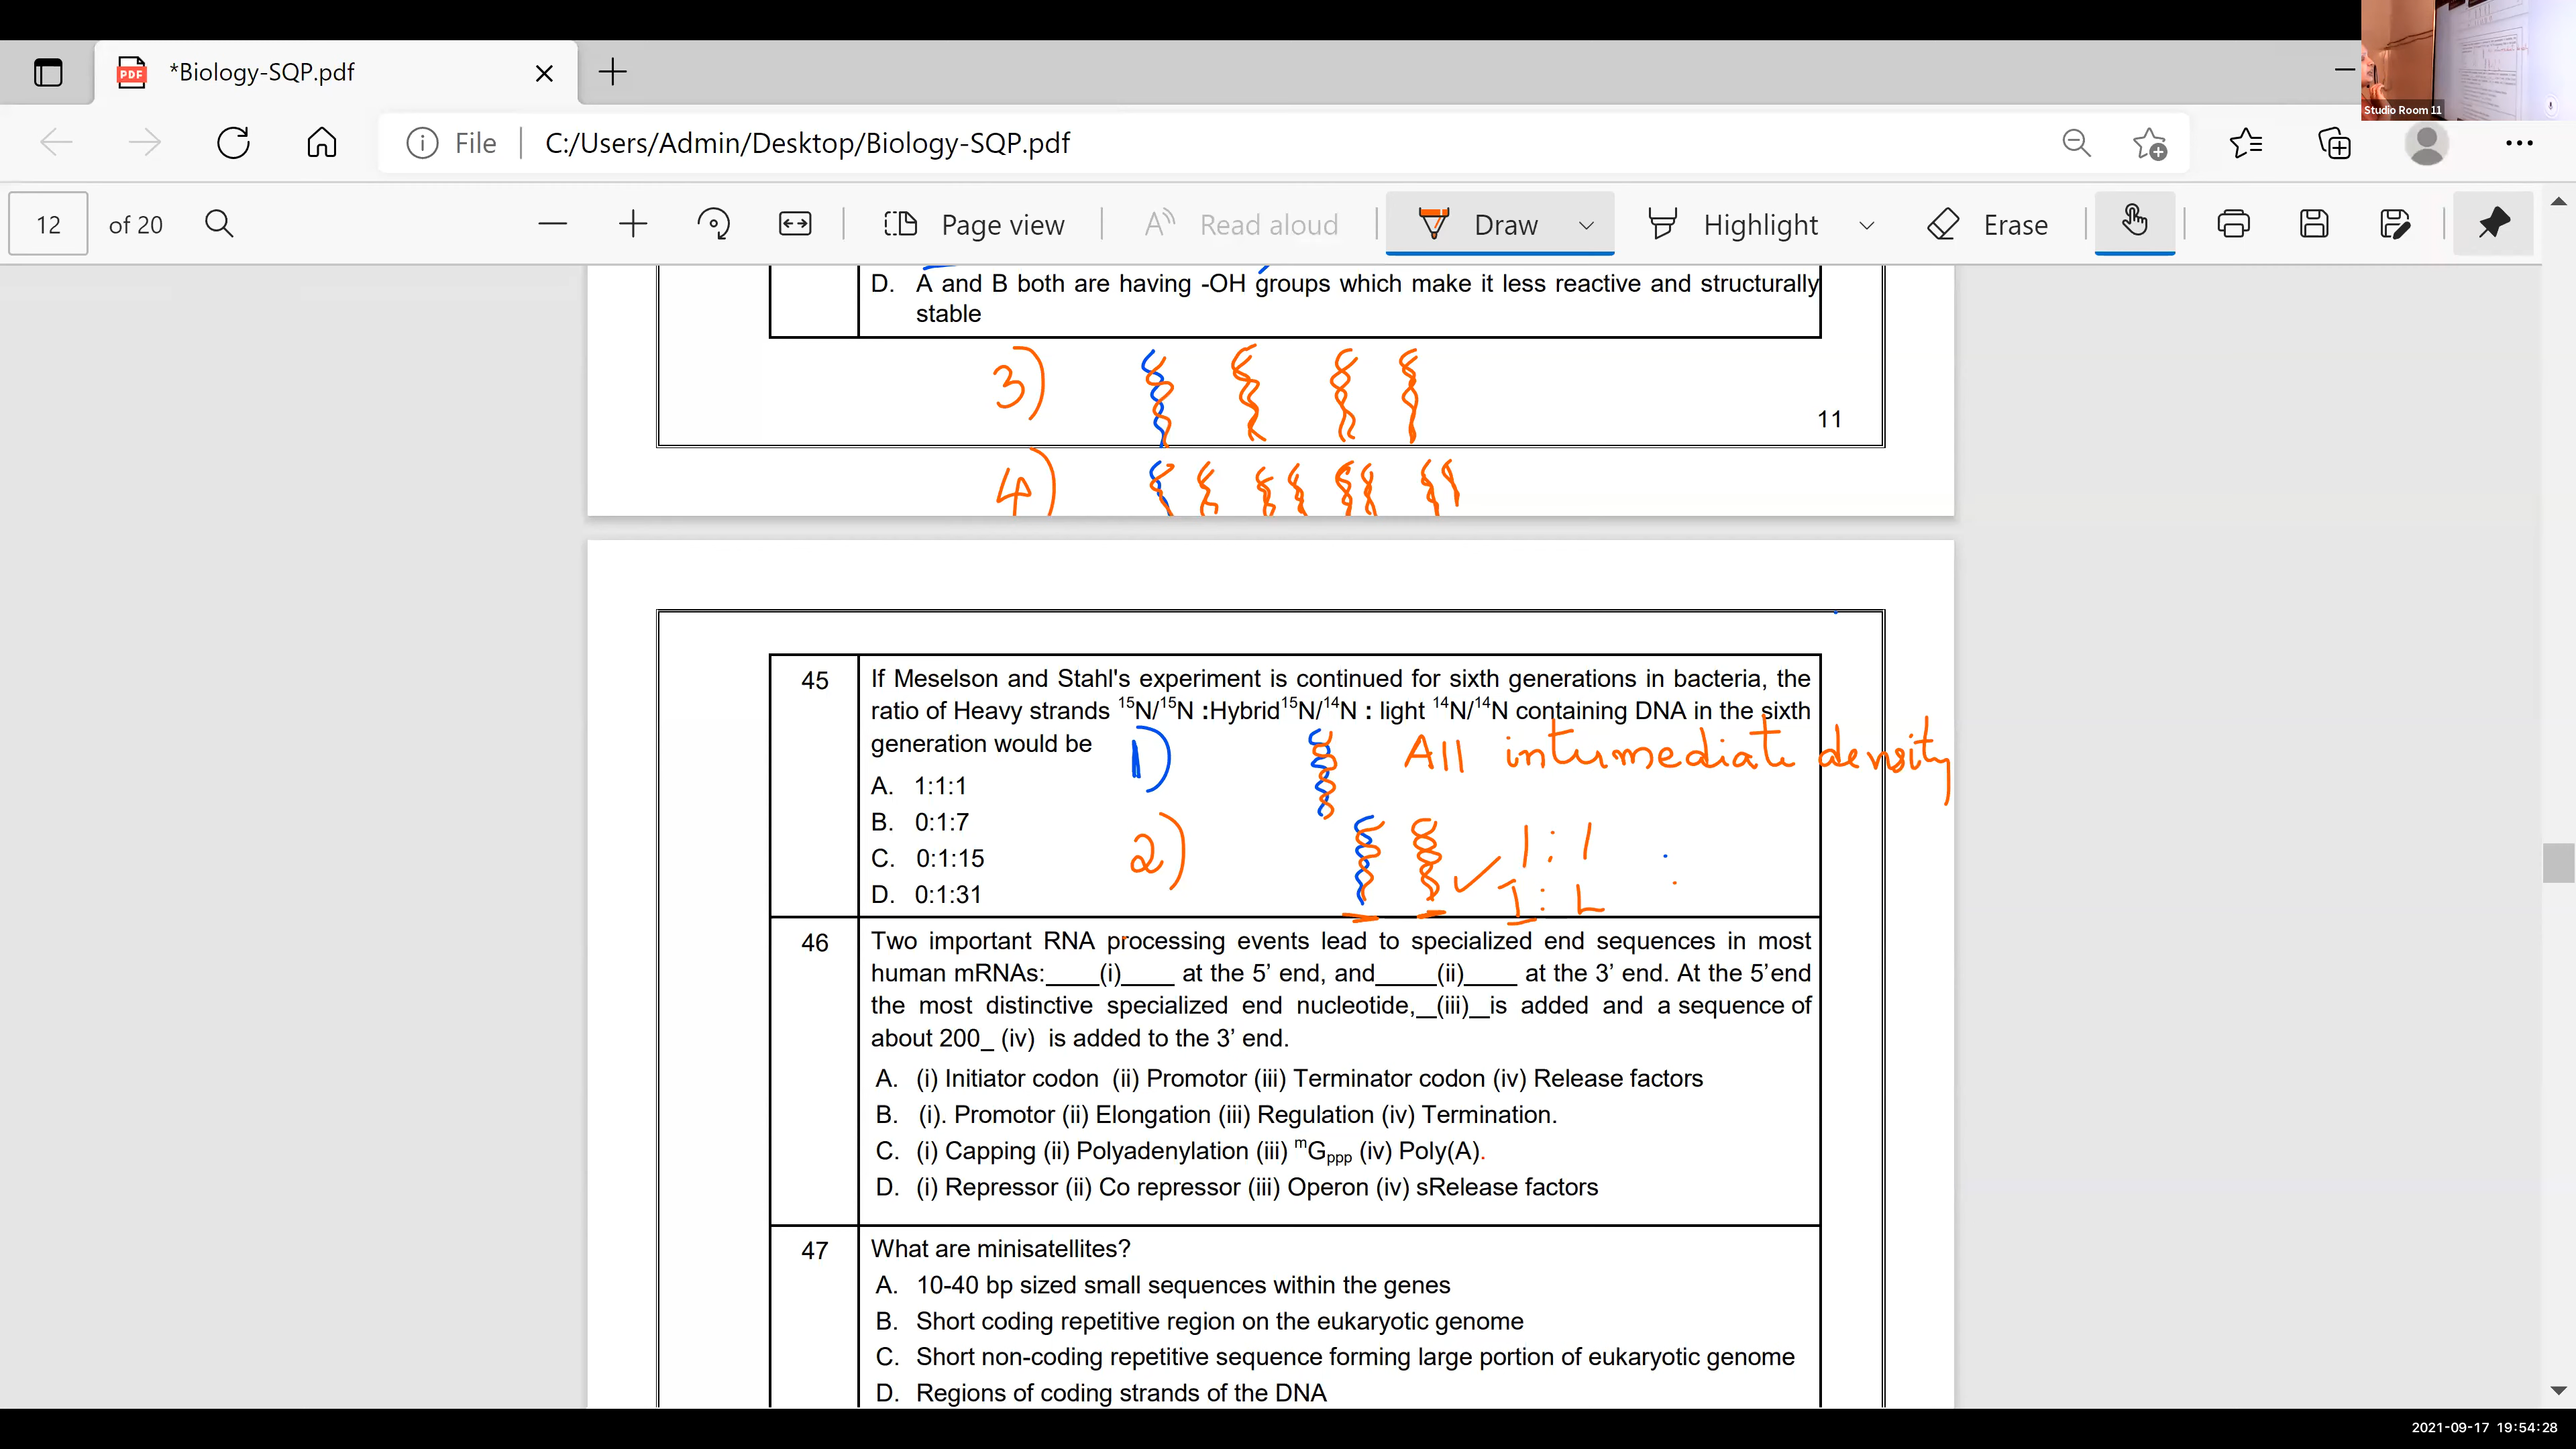 *Biology-SQP.pdf
Studio Room 11
File
C:/Users/Admin/Desktop/Biology-SQP.pdf
12 of 20
Page view
Read aloud
Draw
Highlight
Erase
D. A and B both are having -OH groups which make it less reactive and structurally
stable
3)
11
4)
45
If Meselson and Stahl's experiment is continued for sixth generations in bacteria, the
ratio of Heavy strands ¹⁵N/¹⁵N :Hybrid¹⁵N/¹⁴N : light ¹⁴N/¹⁴N containing DNA in the sixth
generation would be
1)
All intermediate density
A. 1:1:1
B. 0:1:7
2)
1 : 1
C. 0:1:15
D. 0:1:31
I : L
46
Two important RNA processing events lead to specialized end sequences in most
human mRNAs:____(i)____ at the 5’ end, and____(ii)____ at the 3’ end. At the 5’end
the most distinctive specialized end nucleotide,_(iii)_is added and a sequence of
about 200_ (iv) is added to the 3’ end.
A. (i) Initiator codon (ii) Promotor (iii) Terminator codon (iv) Release factors
B. (i). Promotor (ii) Elongation (iii) Regulation (iv) Termination.
C. (i) Capping (ii) Polyadenylation (iii) ᵐGppp (iv) Poly(A).
D. (i) Repressor (ii) Co repressor (iii) Operon (iv) sRelease factors
47
What are minisatellites?
A. 10-40 bp sized small sequences within the genes
B. Short coding repetitive region on the eukaryotic genome
C. Short non-coding repetitive sequence forming large portion of eukaryotic genome
D. Regions of coding strands of the DNA
2021-09-17 19:54:28